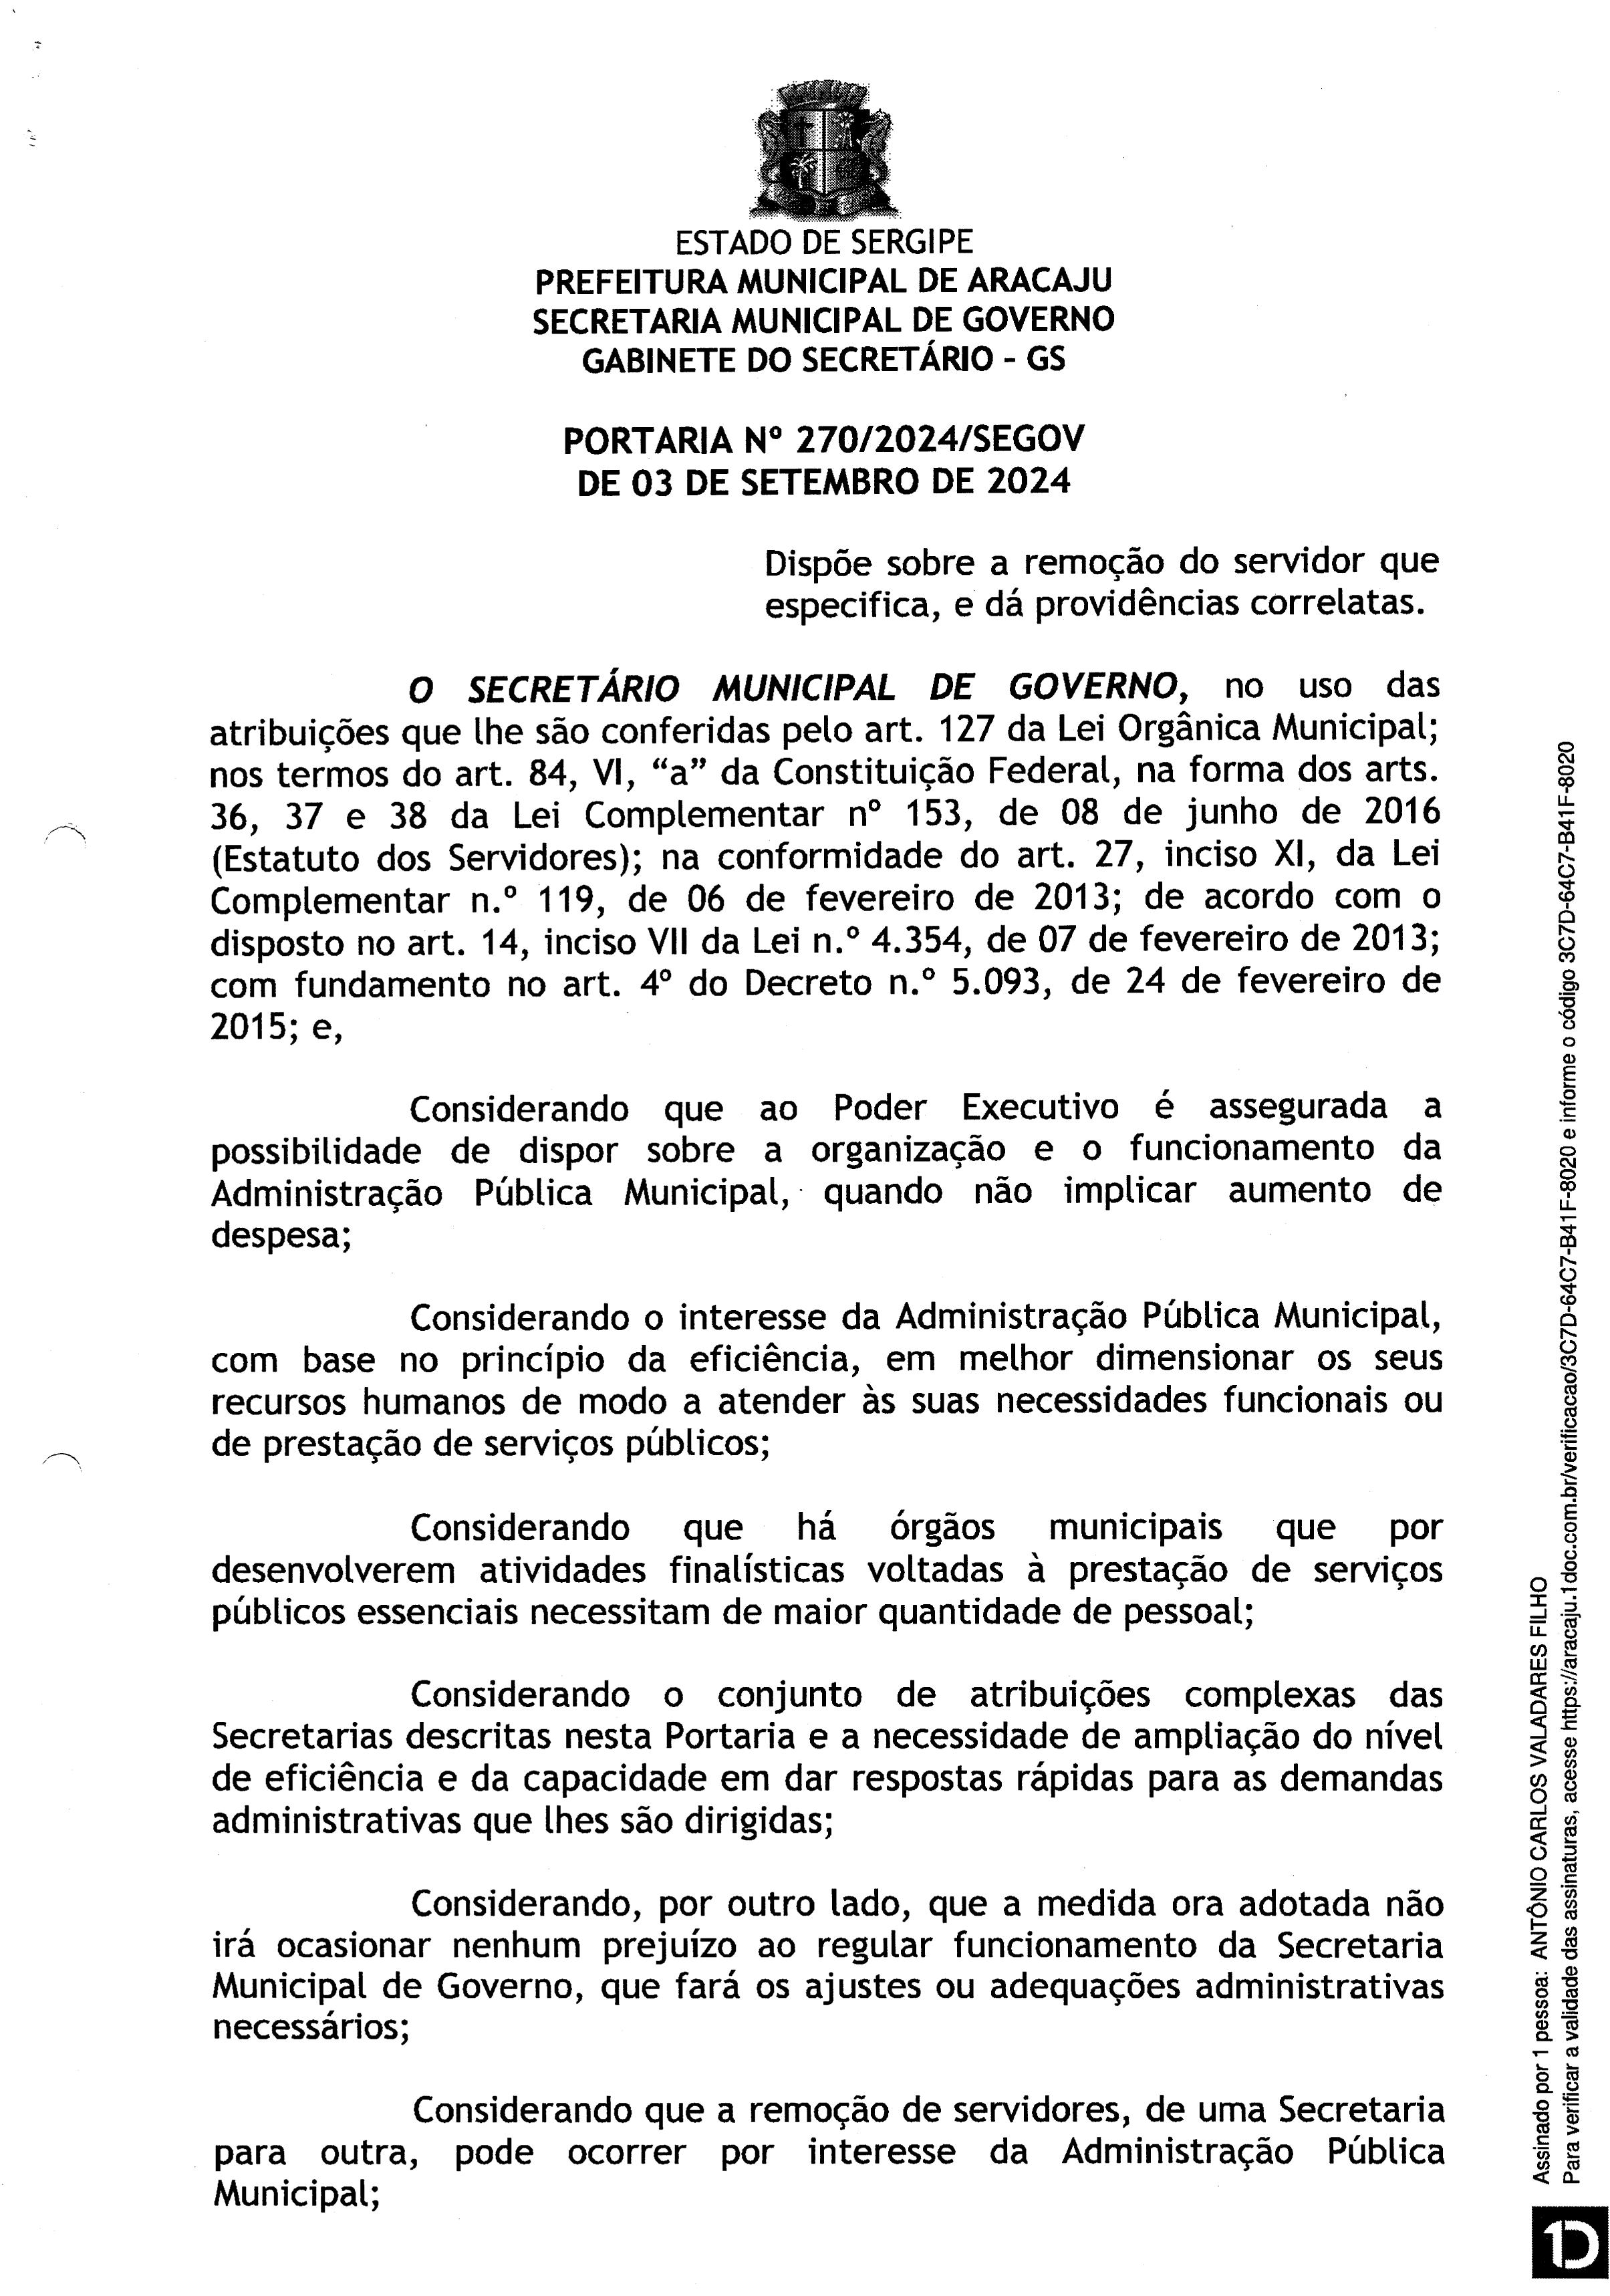 ESTADO DE SERGIPE
PREFEITURA MUNICIPAL DE ARACAJU
SECRETARIA MUNICIPAL DE GOVERNO
GABINETE DO SECRETÁRIO - GS
PORTARIA Nº 270/2024/SEGOV
DE 03 DE SETEMBRO DE 2024
Dispõe sobre a remoção do servidor que
especifica, e dá providências correlatas.
O SECRETÁRIO MUNICIPAL DE GOVERNO, no uso das
atribuições que lhe são conferidas pelo art. 127 da Lei Orgânica Municipal;
nos termos do art. 84, VI, “a” da Constituição Federal, na forma dos arts.
36, 37 e 38 da Lei Complementar nº 153, de 08 de junho de 2016
(Estatuto dos Servidores); na conformidade do art. 27, inciso XI, da Lei
Complementar n.º 119, de 06 de fevereiro de 2013; de acordo com o
disposto no art. 14, inciso VII da Lei n.º 4.354, de 07 de fevereiro de 2013;
com fundamento no art. 4º do Decreto n.º 5.093, de 24 de fevereiro de
2015; e,
Considerando que ao Poder Executivo é assegurada a
possibilidade de dispor sobre a organização e o funcionamento da
Administração Pública Municipal, quando não implicar aumento de
despesa;
Considerando o interesse da Administração Pública Municipal,
com base no princípio da eficiência, em melhor dimensionar os seus
recursos humanos de modo a atender às suas necessidades funcionais ou
de prestação de serviços públicos;
Considerando que há órgãos municipais que por
desenvolverem atividades finalísticas voltadas à prestação de serviços
públicos essenciais necessitam de maior quantidade de pessoal;
Considerando o conjunto de atribuições complexas das
Secretarias descritas nesta Portaria e a necessidade de ampliação do nível
de eficiência e da capacidade em dar respostas rápidas para as demandas
administrativas que lhes são dirigidas;
Considerando, por outro lado, que a medida ora adotada não
irá ocasionar nenhum prejuízo ao regular funcionamento da Secretaria
Municipal de Governo, que fará os ajustes ou adequações administrativas
necessários;
Considerando que a remoção de servidores, de uma Secretaria
para outra, pode ocorrer por interesse da Administração Pública
Municipal;
Assinado por 1 pessoa: ANTÔNIO CARLOS VALADARES FILHO
Para verificar a validade das assinaturas, acesse https://aracaju.1doc.com.br/verificacao/3C7D-64C7-B41F-8020 e informe o código 3C7D-64C7-B41F-8020
1D